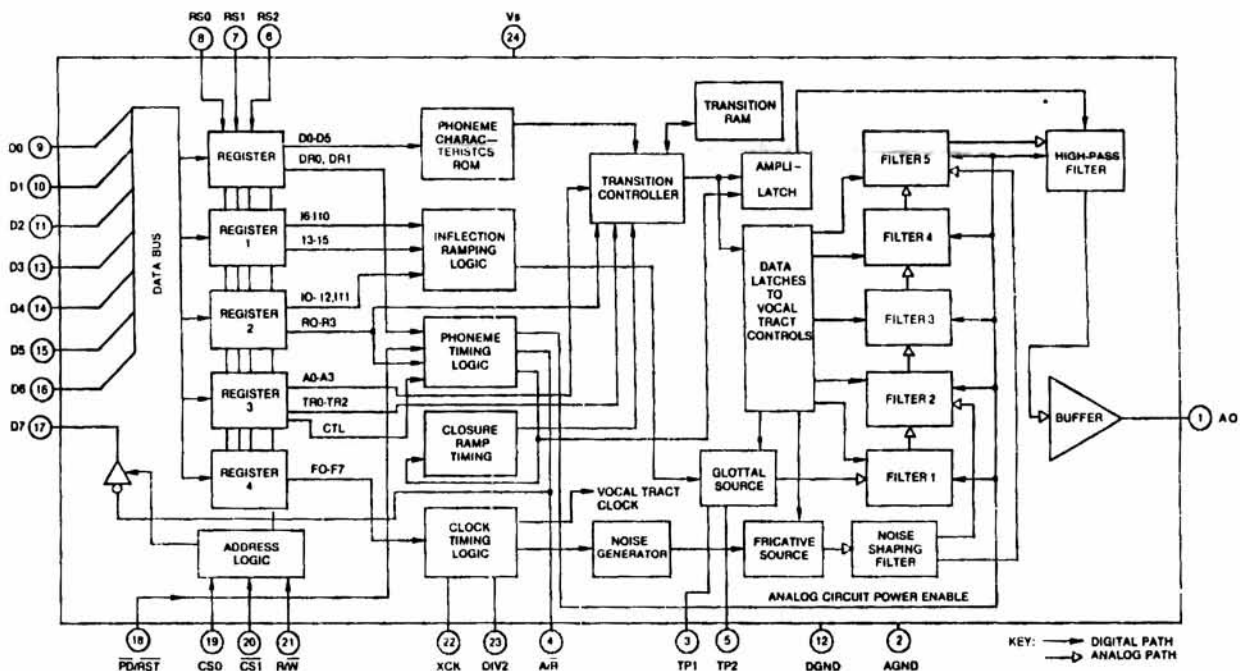 RS0 RS1 RS2
8 7 6
Vs
24
D0 9
D1 10
D2 11
D3 13
D4 14
D5 15
D6 16
D7 17
DATA BUS
REGISTER
REGISTER
1
REGISTER
2
REGISTER
3
REGISTER
4
ADDRESS
LOGIC
D0-D5
DR0, DR1
I6-I10
I3-I5
I0-I2,I11
R0-R3
A0-A3
TR0-TR2
CTL
F0-F7
PHONEME
CHARAC-
TERISTCS
ROM
INFLECTION
RAMPING
LOGIC
PHONEME
TIMING
LOGIC
CLOSURE
RAMP
TIMING
CLOCK
TIMING
LOGIC
VOCAL TRACT
CLOCK
NOISE
GENERATOR
TRANSITION
CONTROLLER
TRANSITION
RAM
AMPLI-
LATCH
DATA
LATCHES
TO
VOCAL
TRACT
CONTROLS
GLOTTAL
SOURCE
FRICATIVE
SOURCE
NOISE
SHAPING
FILTER
FILTER 5
FILTER 4
FILTER 3
FILTER 2
FILTER 1
HIGH-PASS
FILTER
BUFFER
1 AO
ANALOG CIRCUIT POWER ENABLE
18 19 20 21 22 23 4 3 5 12 2
PD/RST CS0 CS1 R/W XCK DIV2 A/R TP1 TP2 DGND AGND
KEY: DIGITAL PATH
ANALOG PATH